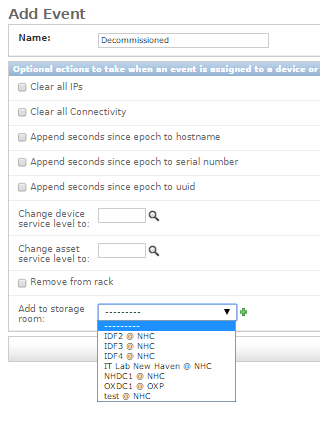 Add Event
Name: Decommissioned
Optional actions to take when an event is assigned to a device or
Clear all IPs
Clear all Connectivity
Append seconds since epoch to hostname
Append seconds since epoch to serial number
Append seconds since epoch to uuid
Change device
service level to:
Change asset
service level to:
Remove from rack
Add to storage
room:
---------
---------
IDF2 @ NHC
IDF3 @ NHC
IDF4 @ NHC
IT Lab New Haven @ NHC
NHDC1 @ NHC
OXDC1 @ OXP
test @ NHC